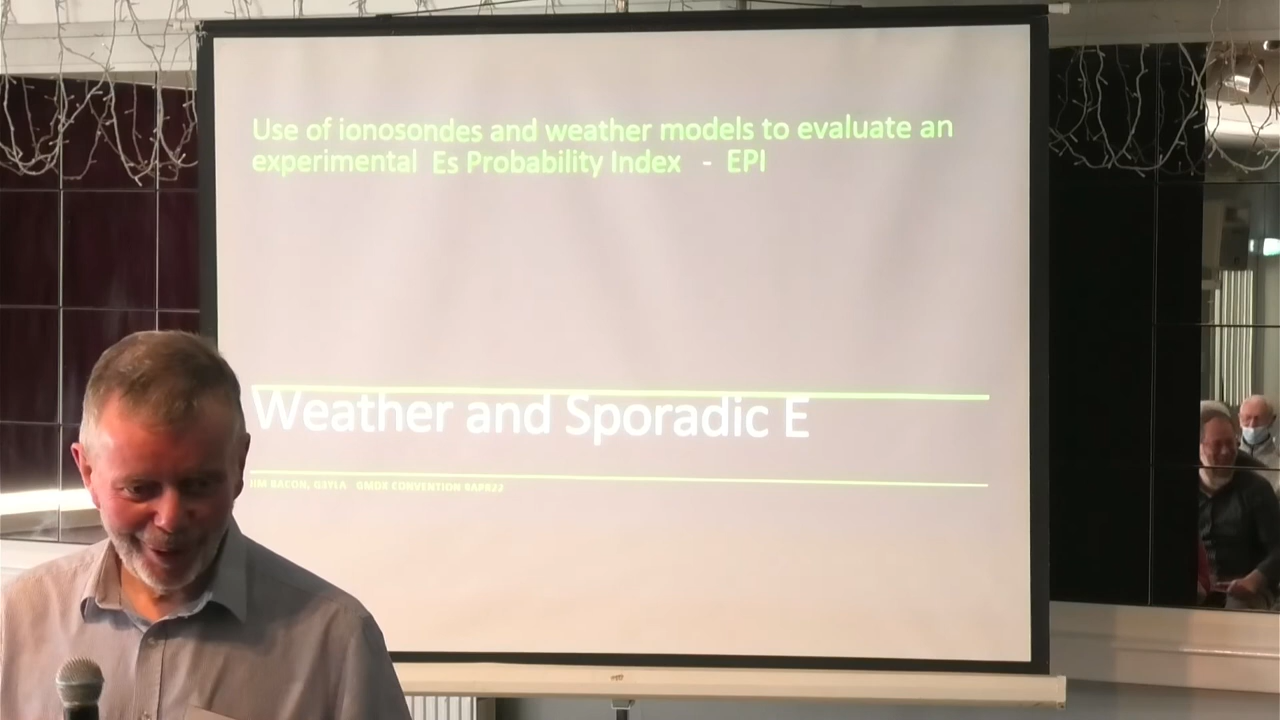 Use of ionosondes and weather models to evaluate an
experimental Es Probability Index - EPI
Weather and Sporadic E
JIM BACON, G3YLA GMDX CONVENTION 9APR22